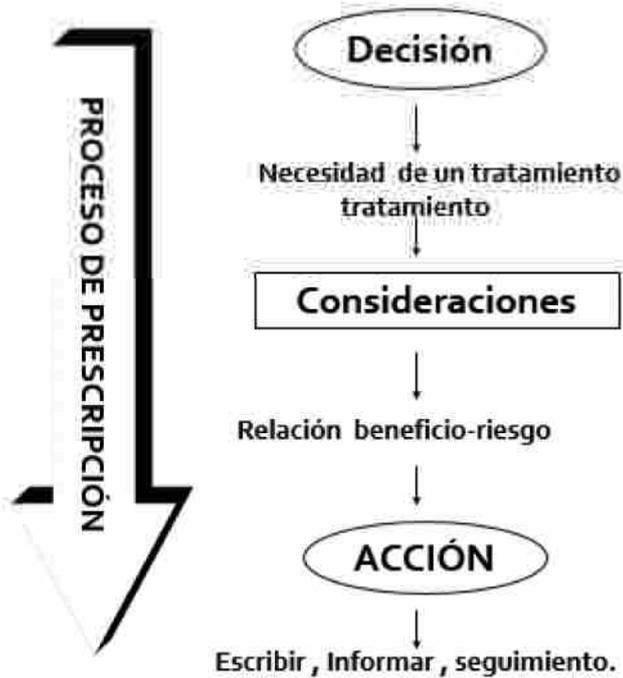 PROCESO DE PRESCRIPCIÓN
Decisión
Necesidad de un tratamiento
tratamiento
Consideraciones
Relación beneficio-riesgo
ACCIÓN
Escribir , Informar , seguimiento.